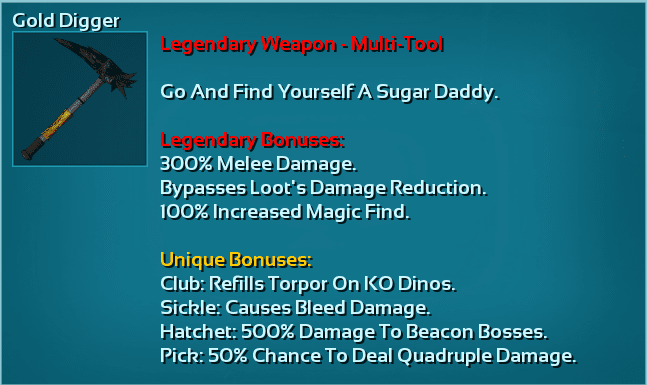 Gold Digger
Legendary Weapon - Multi-Tool
Go And Find Yourself A Sugar Daddy.
Legendary Bonuses:
300% Melee Damage.
Bypasses Loot's Damage Reduction.
100% Increased Magic Find.
Unique Bonuses:
Club: Refills Torpor On KO Dinos.
Sickle: Causes Bleed Damage.
Hatchet: 500% Damage To Beacon Bosses.
Pick: 50% Chance To Deal Quadruple Damage.